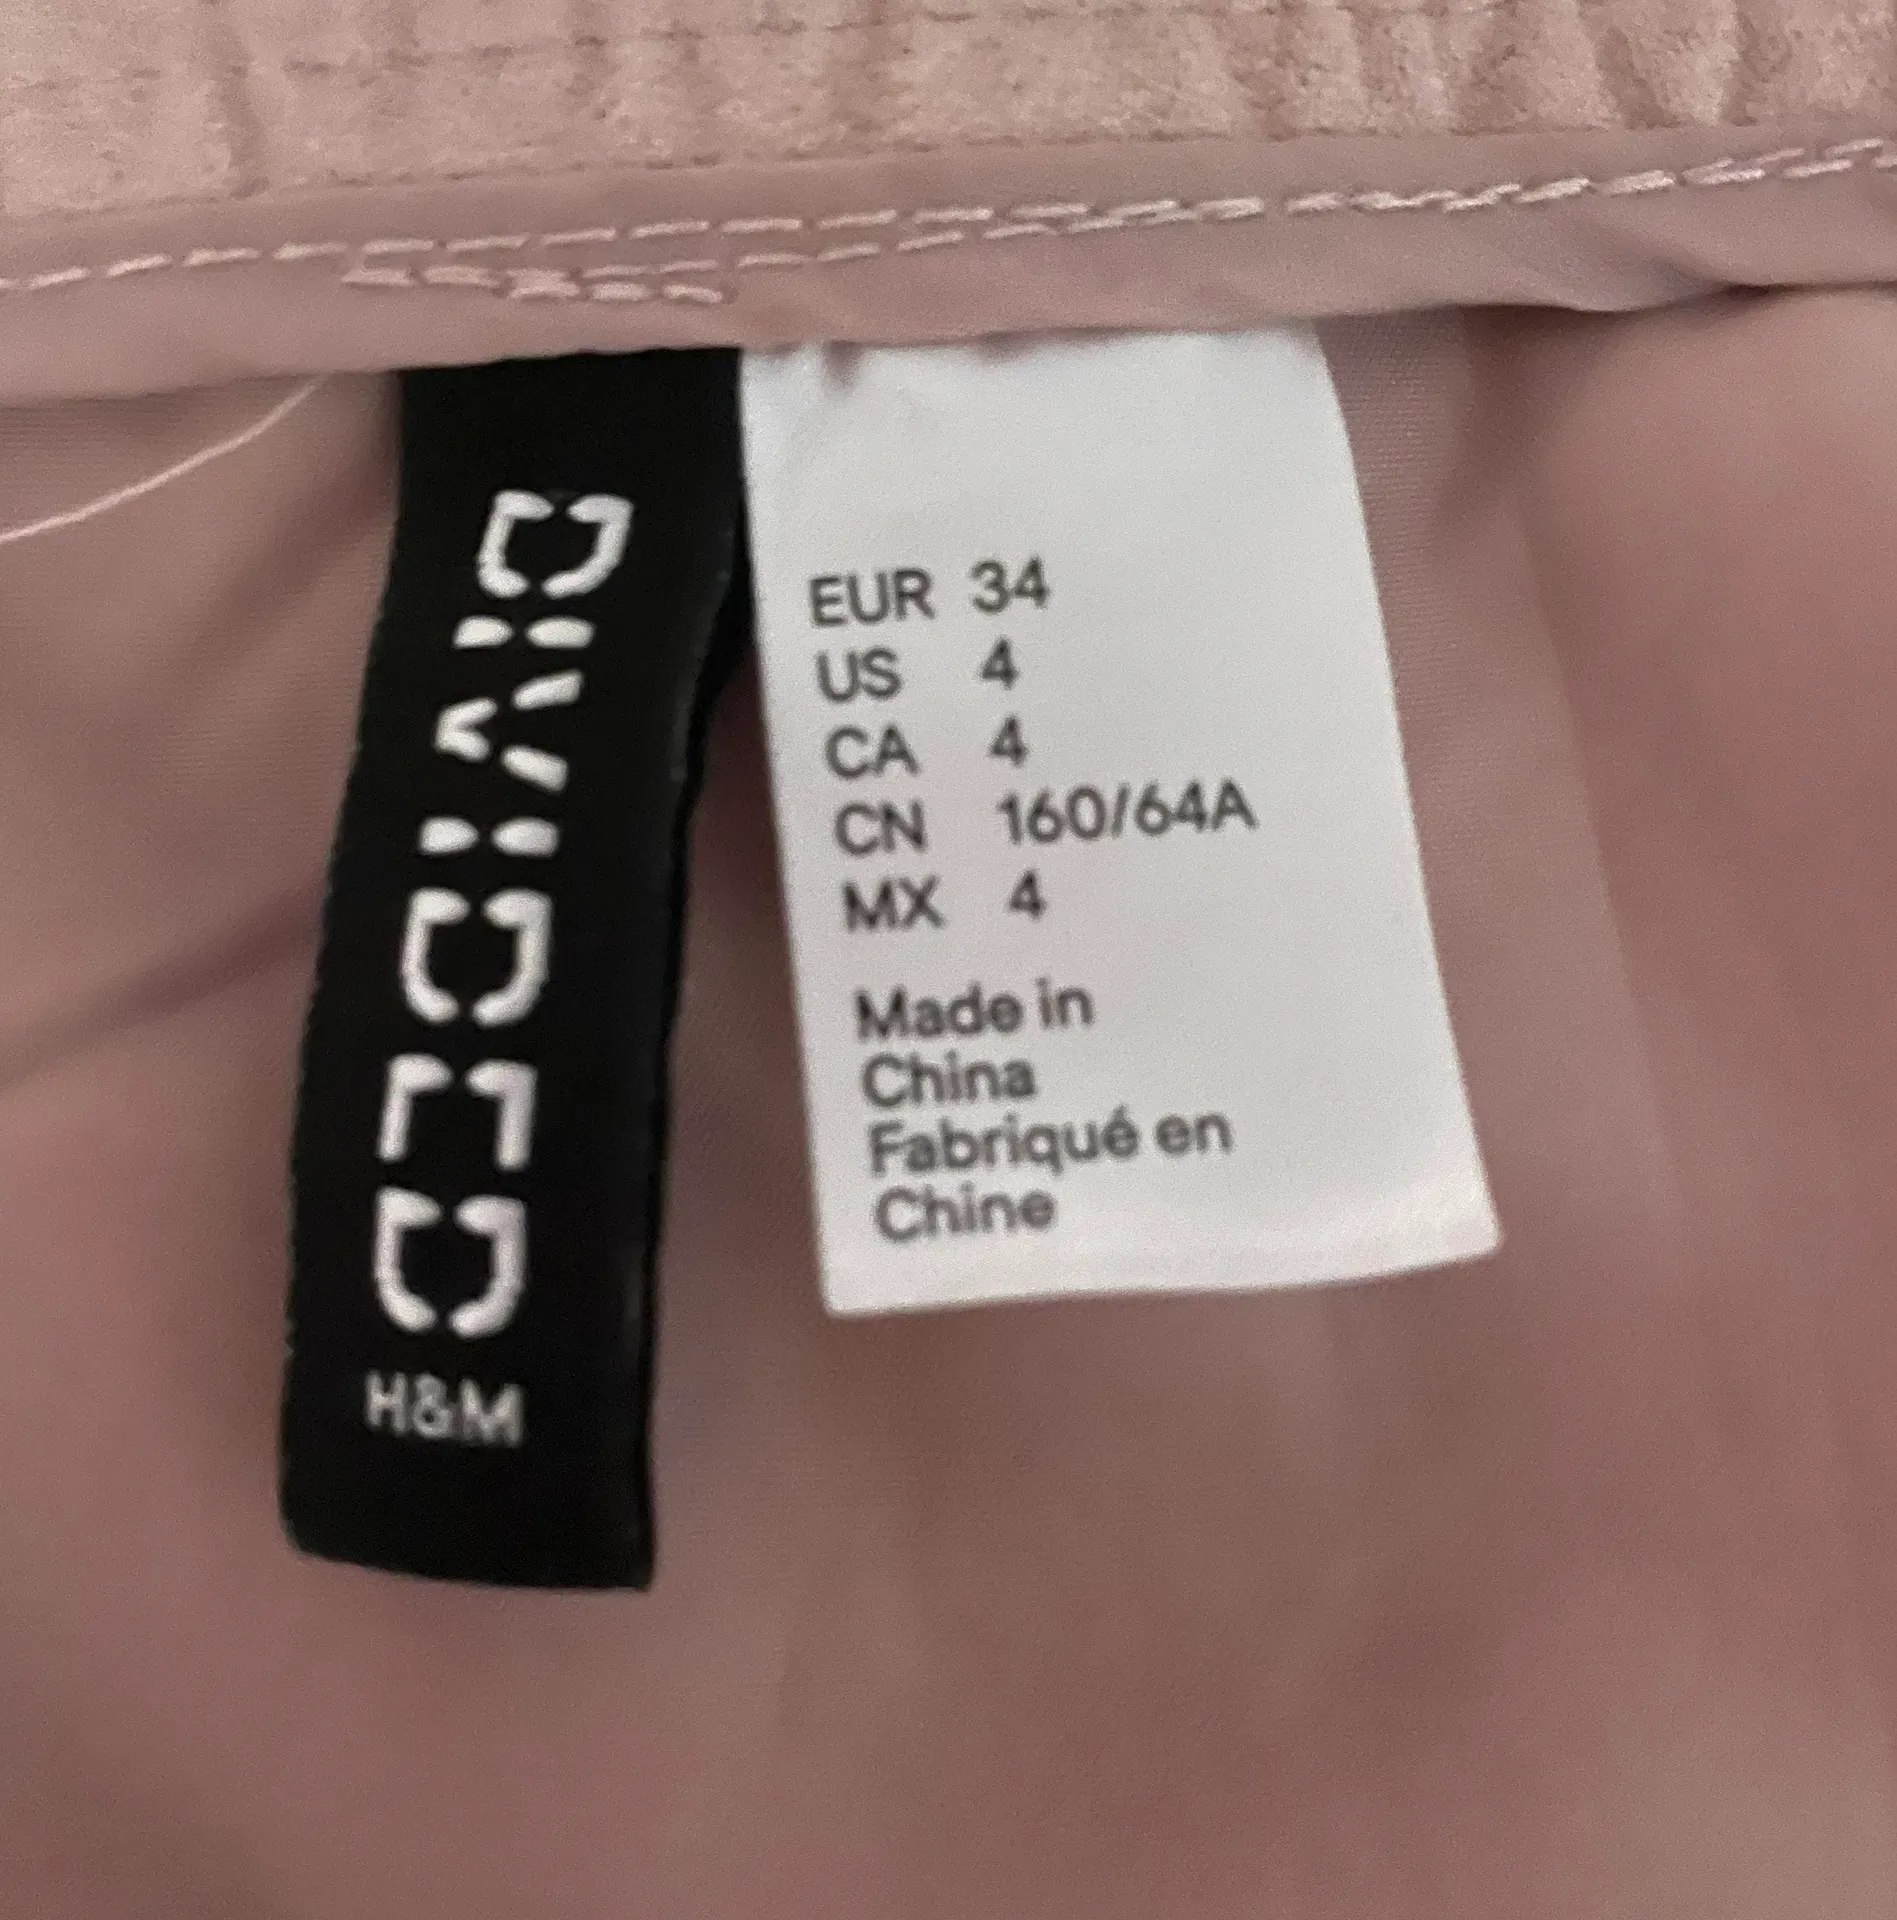 DIVIDED
H&M
EUR 34
US 4
CA 4
CN 160/64A
MX 4
Made in
China
Fabriqué en
Chine